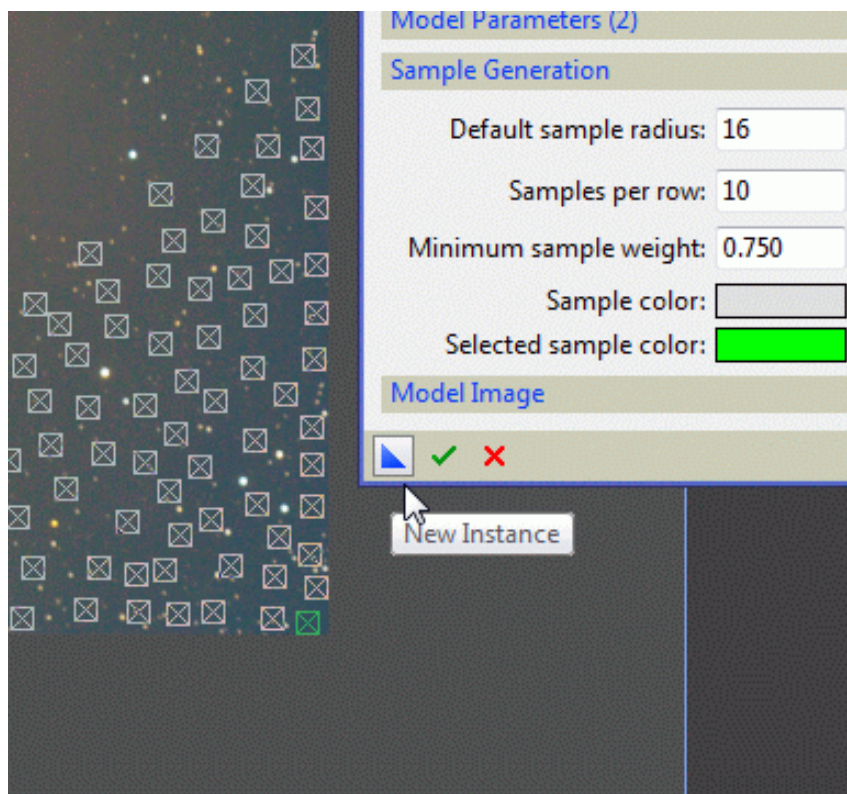 Model Parameters (2)
Sample Generation
Default sample radius: 16
Samples per row: 10
Minimum sample weight: 0.750
Sample color:
Selected sample color:
Model Image
New Instance